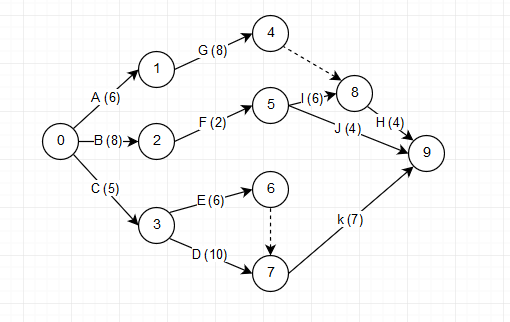 4
G (8)
1
8
A (6)
I (6)
5
F (2)
H (4)
J (4)
0
B (8)
2
9
C (5)
6
E (6)
3
k (7)
D (10)
7